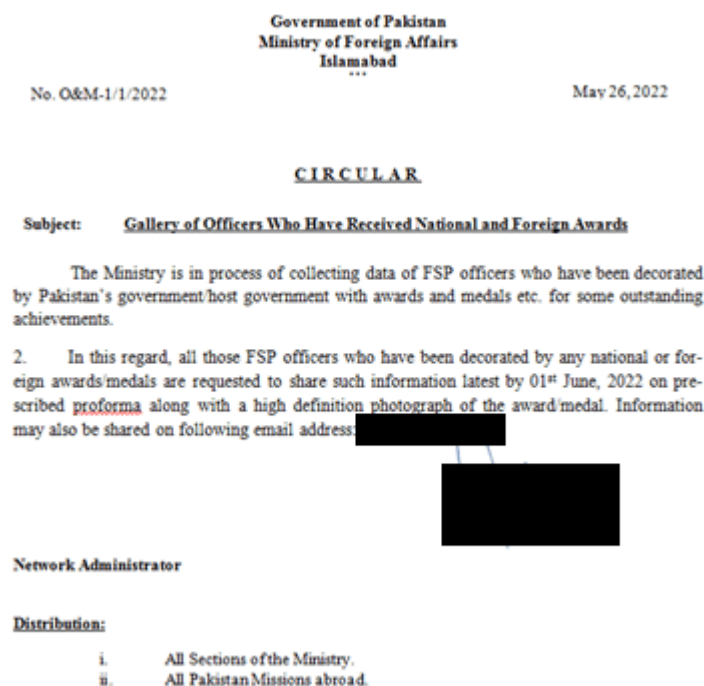 Government of Pakistan
Ministry of Foreign Affairs
Islamabad
***
No. O&M-1/1/2022
May 26, 2022
CIRCULAR
Subject: Gallery of Officers Who Have Received National and Foreign Awards
The Ministry is in process of collecting data of FSP officers who have been decorated
by Pakistan's government/host government with awards and medals etc. for some outstanding
achievements.
2. In this regard, all those FSP officers who have been decorated by any national or for-
eign awards/medals are requested to share such information latest by 01st June, 2022 on pre-
scribed proforma along with a high definition photograph of the award/medal. Information
may also be shared on following email address:
Network Administrator
Distribution:
i. All Sections of the Ministry.
ii. All Pakistan Missions abroad.